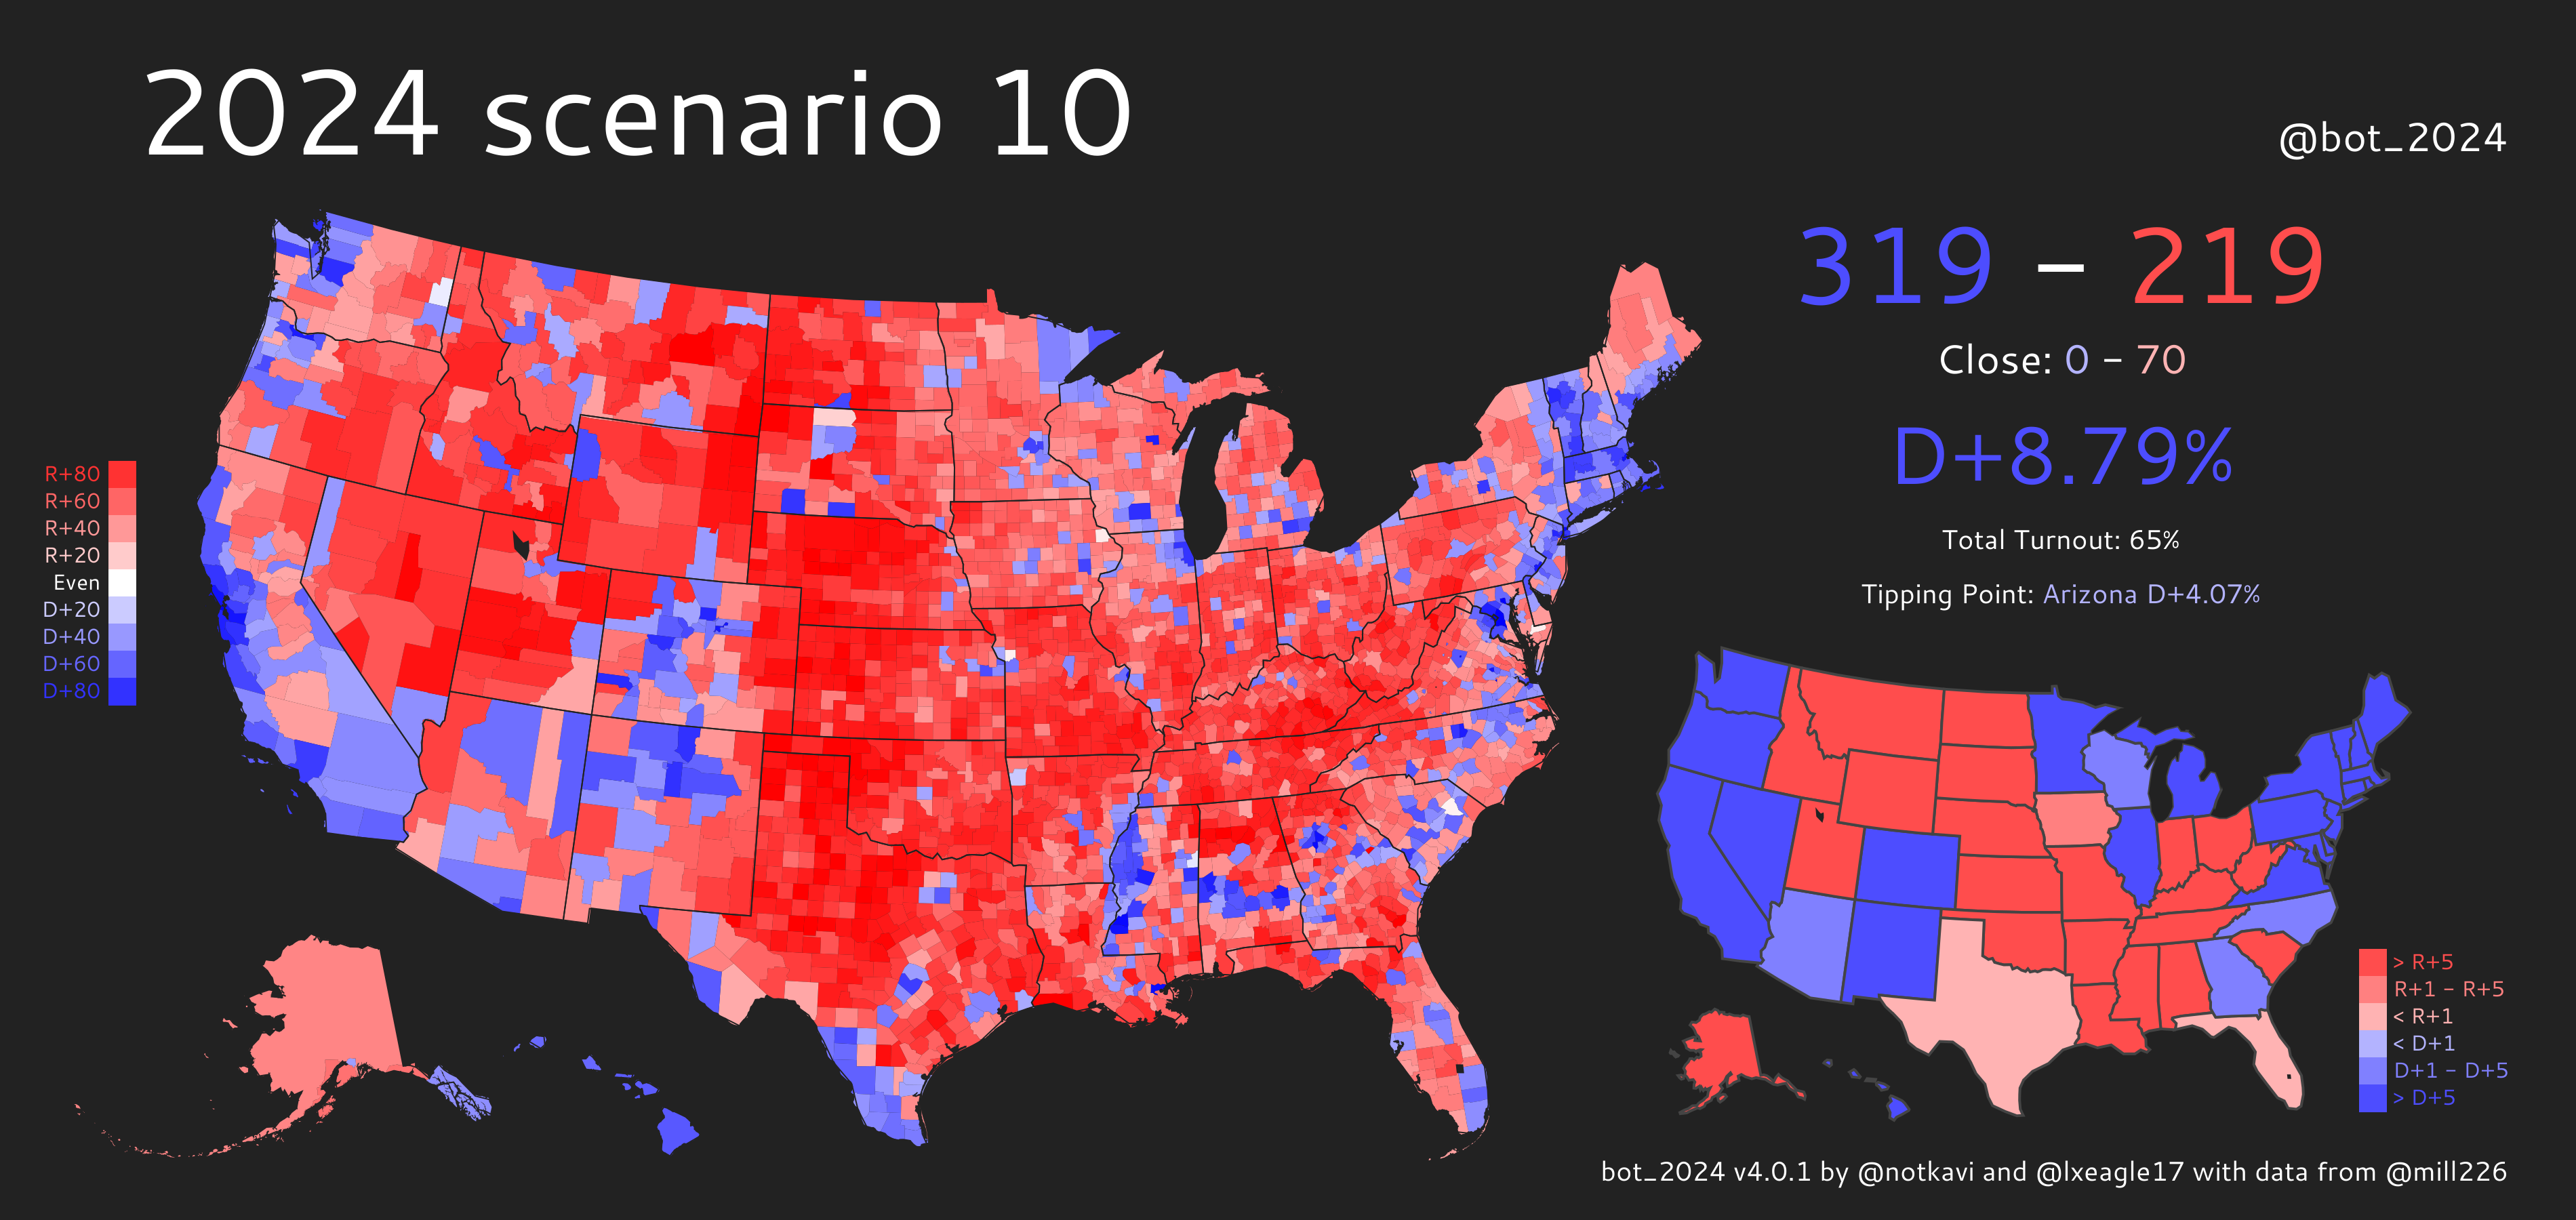 2024 scenario 10
@bot_2024
319 – 219
Close: 0 – 70
D+8.79%
Total Turnout: 65%
Tipping Point: Arizona D+4.07%
R+80
R+60
R+40
R+20
Even
D+20
D+40
D+60
D+80
> R+5
R+1 – R+5
< R+1
< D+1
D+1 – D+5
> D+5
bot_2024 v4.0.1 by @notkavi and @lxeagle17 with data from @mill226